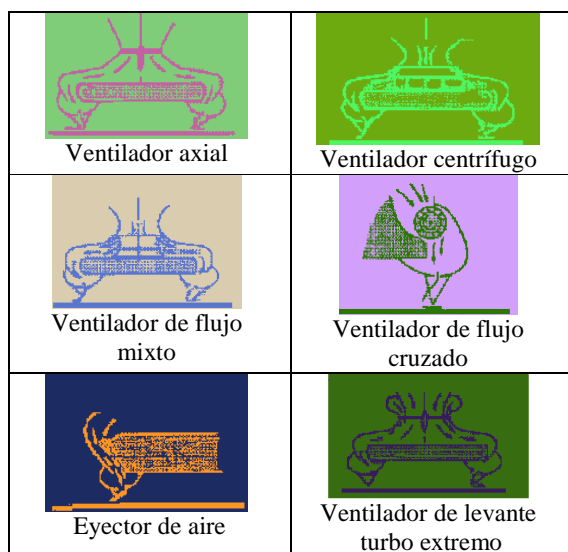 Ventilador axial
Ventilador centrífugo
Ventilador de flujo
mixto
Ventilador de flujo
cruzado
Eyector de aire
Ventilador de levante
turbo extremo